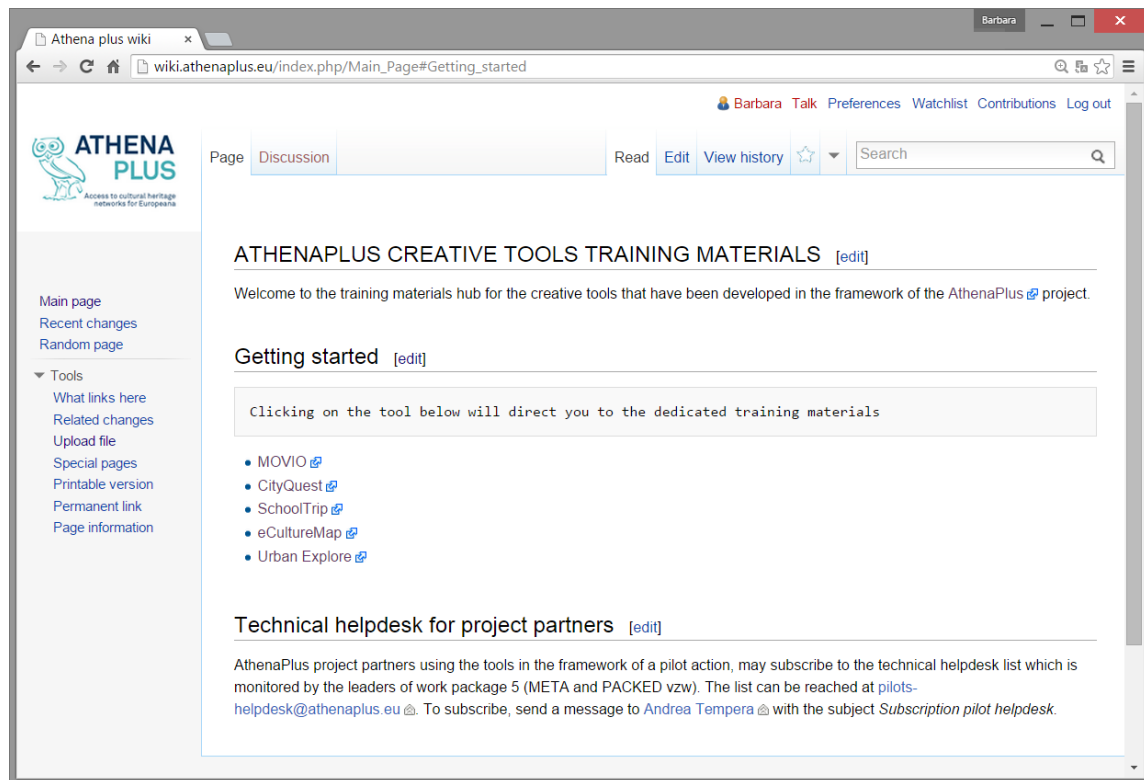 Barbara
Athena plus wiki
wiki.athenaplus.eu/index.php/Main_Page#Getting_started
Barbara Talk Preferences Watchlist Contributions Log out
ATHENA
PLUS
Access to cultural heritage
networks for Europeana
Page Discussion Read Edit View history Search
Main page
Recent changes
Random page
Tools
What links here
Related changes
Upload file
Special pages
Printable version
Permanent link
Page information
ATHENAPLUS CREATIVE TOOLS TRAINING MATERIALS [edit]
Welcome to the training materials hub for the creative tools that have been developed in the framework of the AthenaPlus project.
Getting started [edit]
Clicking on the tool below will direct you to the dedicated training materials
MOVIO
CityQuest
SchoolTrip
eCultureMap
Urban Explore
Technical helpdesk for project partners [edit]
AthenaPlus project partners using the tools in the framework of a pilot action, may subscribe to the technical helpdesk list which is
monitored by the leaders of work package 5 (META and PACKED vzw). The list can be reached at pilots-
helpdesk@athenaplus.eu. To subscribe, send a message to Andrea Tempera with the subject Subscription pilot helpdesk.